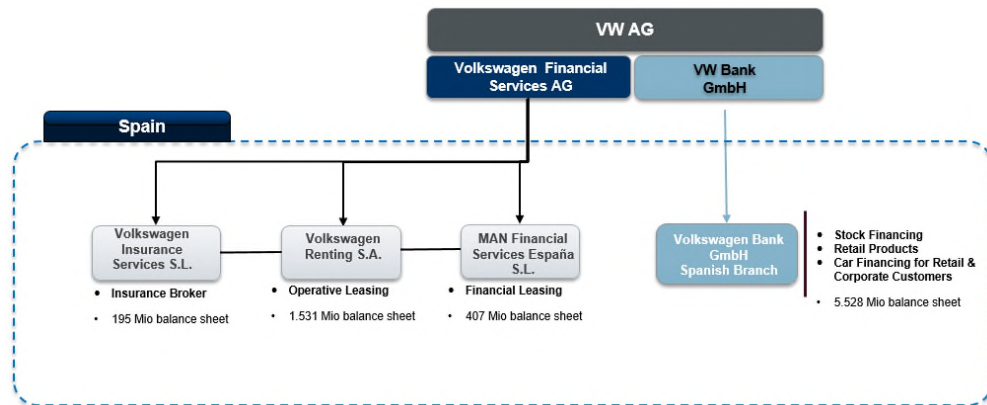 VW AG
Volkswagen Financial
Services AG
VW Bank
GmbH
Spain
Volkswagen
Insurance
Services S.L.
Volkswagen
Renting S.A.
MAN Financial
Services España
S.L.
Volkswagen Bank
GmbH
Spanish Branch
• Insurance Broker
• 195 Mio balance sheet
• Operative Leasing
• 1.531 Mio balance sheet
• Financial Leasing
• 407 Mio balance sheet
• Stock Financing
• Retail Products
• Car Financing for Retail &
Corporate Customers
• 5.528 Mio balance sheet